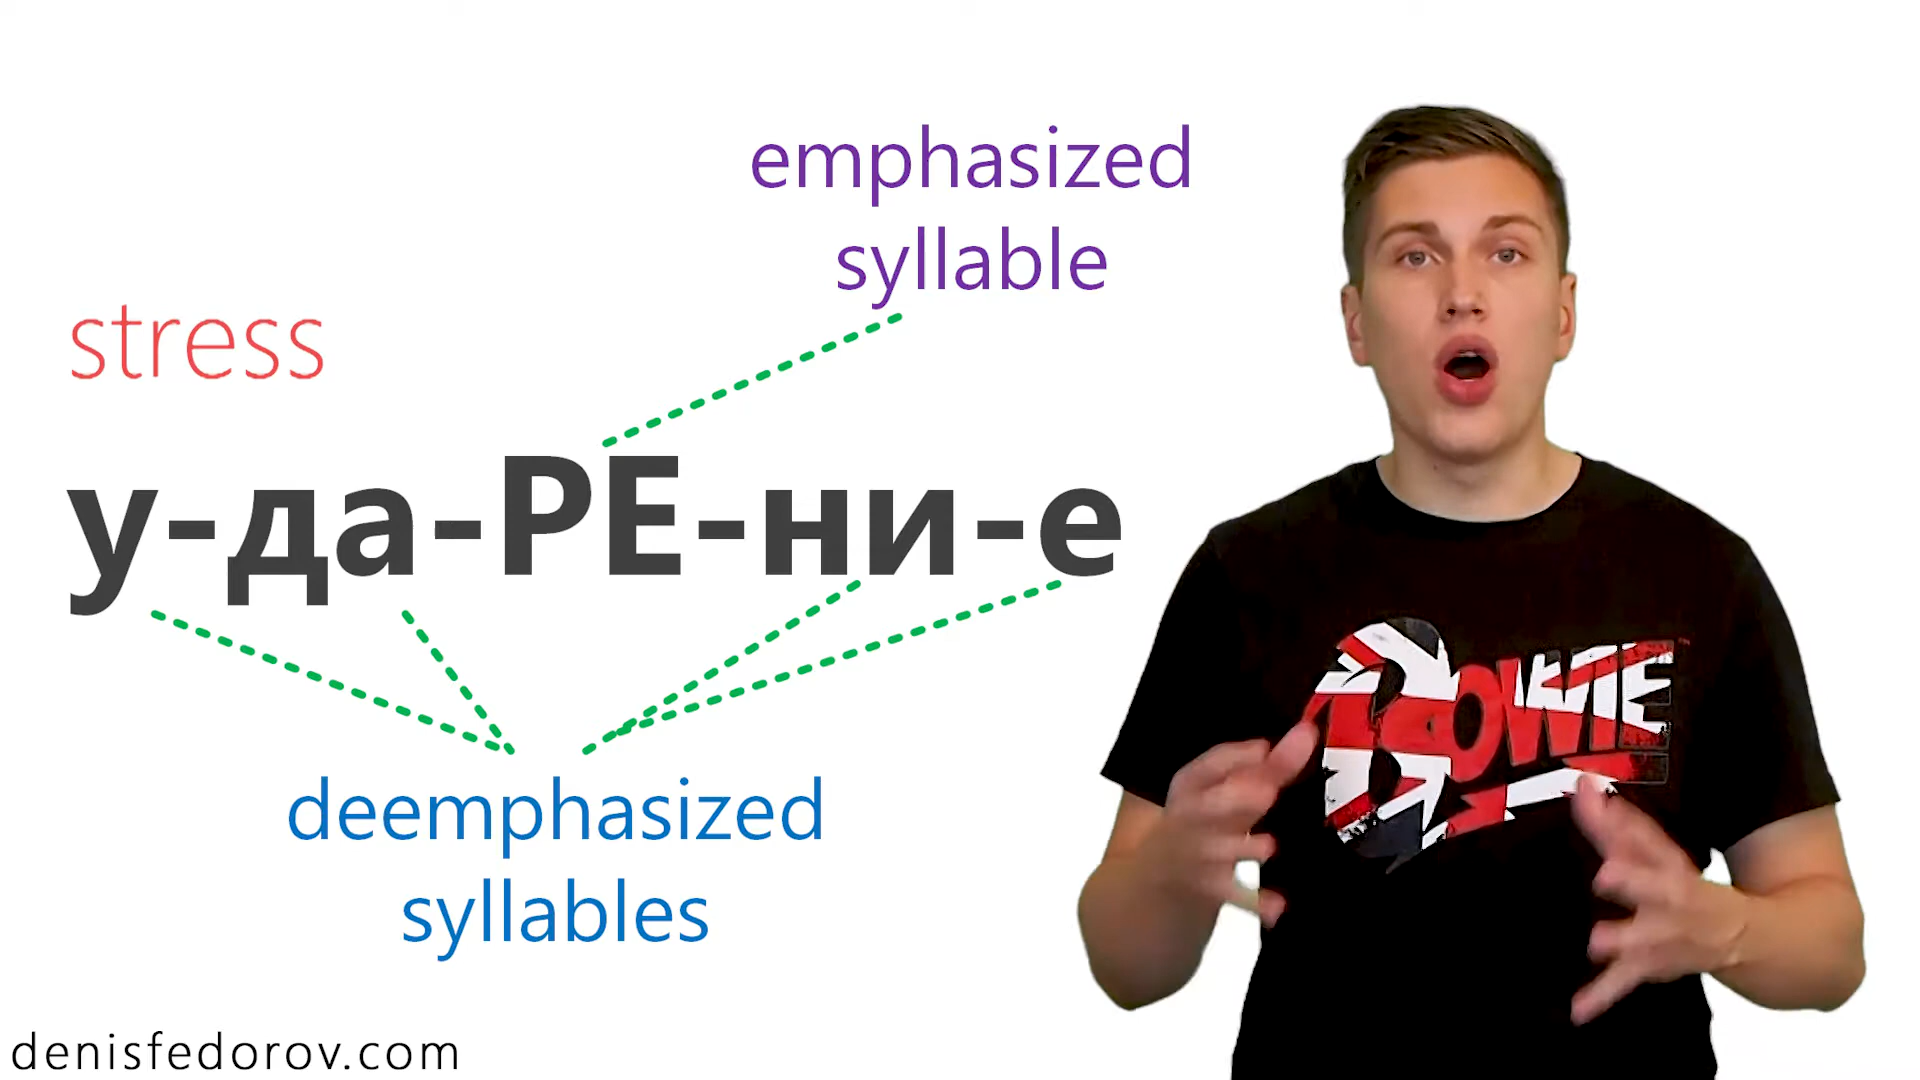 emphasized
syllable
stress
у-да-РЕ-ни-е
deemphasized
syllables
BOWIE
denisfedorov.com